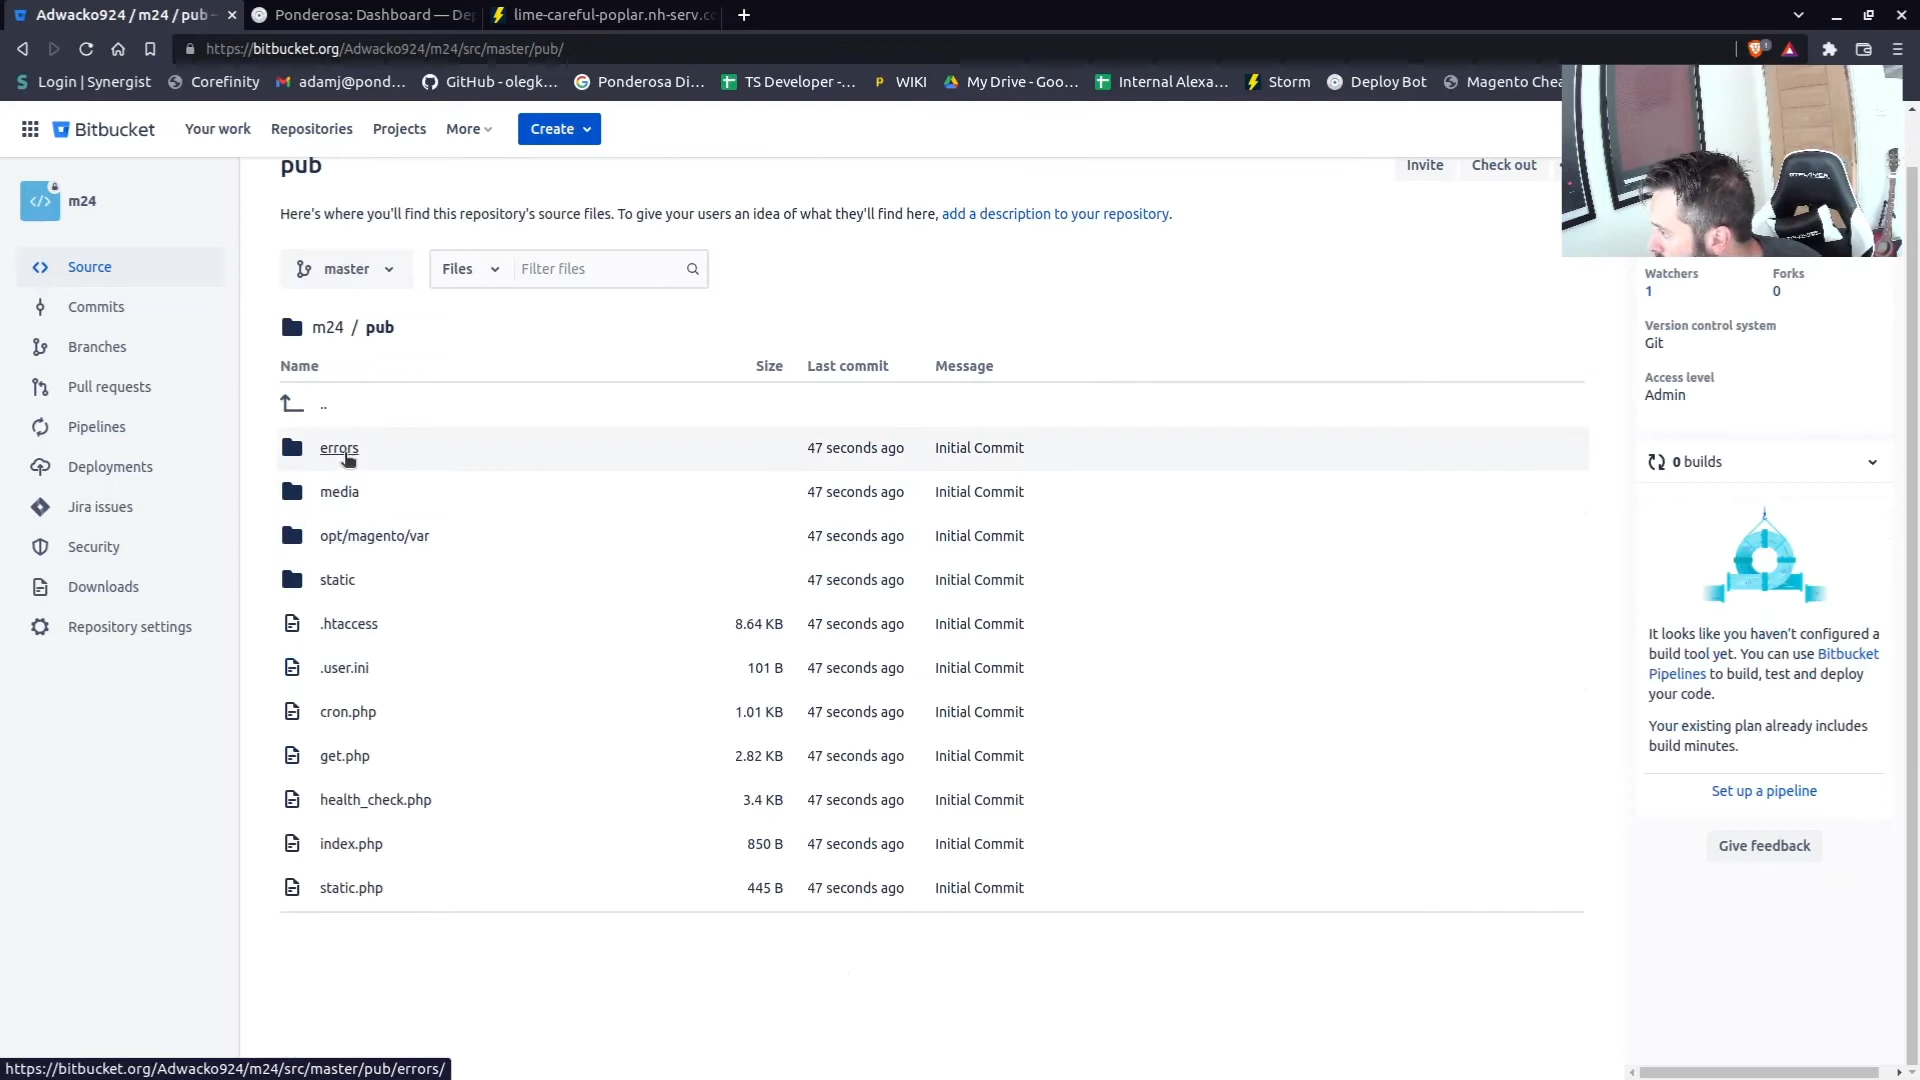 Adwacko924 / m24 / pub -
Ponderosa: Dashboard — Dep
lime-careful-poplar.nh-serv.co
https://bitbucket.org/Adwacko924/m24/src/master/pub/
1
Login | Synergist
Corefinity
adamj@pond...
GitHub - olegk...
Ponderosa Di...
TS Developer -...
WIKI
My Drive - Goo...
Internal Alexa...
Storm
Deploy Bot
Magento Chea
Bitbucket
Your work
Repositories
Projects
More
Create
m24
Source
Commits
Branches
Pull requests
Pipelines
Deployments
Jira issues
Security
Downloads
Repository settings
pub
Invite
Check out
Here's where you'll find this repository's source files. To give your users an idea of what they'll find here, add a description to your repository.
master
Files
Filter files
m24 / pub
Name Size Last commit Message
..
errors 47 seconds ago Initial Commit
media 47 seconds ago Initial Commit
opt/magento/var 47 seconds ago Initial Commit
static 47 seconds ago Initial Commit
.htaccess 8.64 KB 47 seconds ago Initial Commit
.user.ini 101 B 47 seconds ago Initial Commit
cron.php 1.01 KB 47 seconds ago Initial Commit
get.php 2.82 KB 47 seconds ago Initial Commit
health_check.php 3.4 KB 47 seconds ago Initial Commit
index.php 850 B 47 seconds ago Initial Commit
static.php 445 B 47 seconds ago Initial Commit
Watchers Forks
1 0
Version control system
Git
Access level
Admin
0 builds
It looks like you haven't configured a
build tool yet. You can use Bitbucket
Pipelines to build, test and deploy
your code.
Your existing plan already includes
build minutes.
Set up a pipeline
Give feedback
https://bitbucket.org/Adwacko924/m24/src/master/pub/errors/